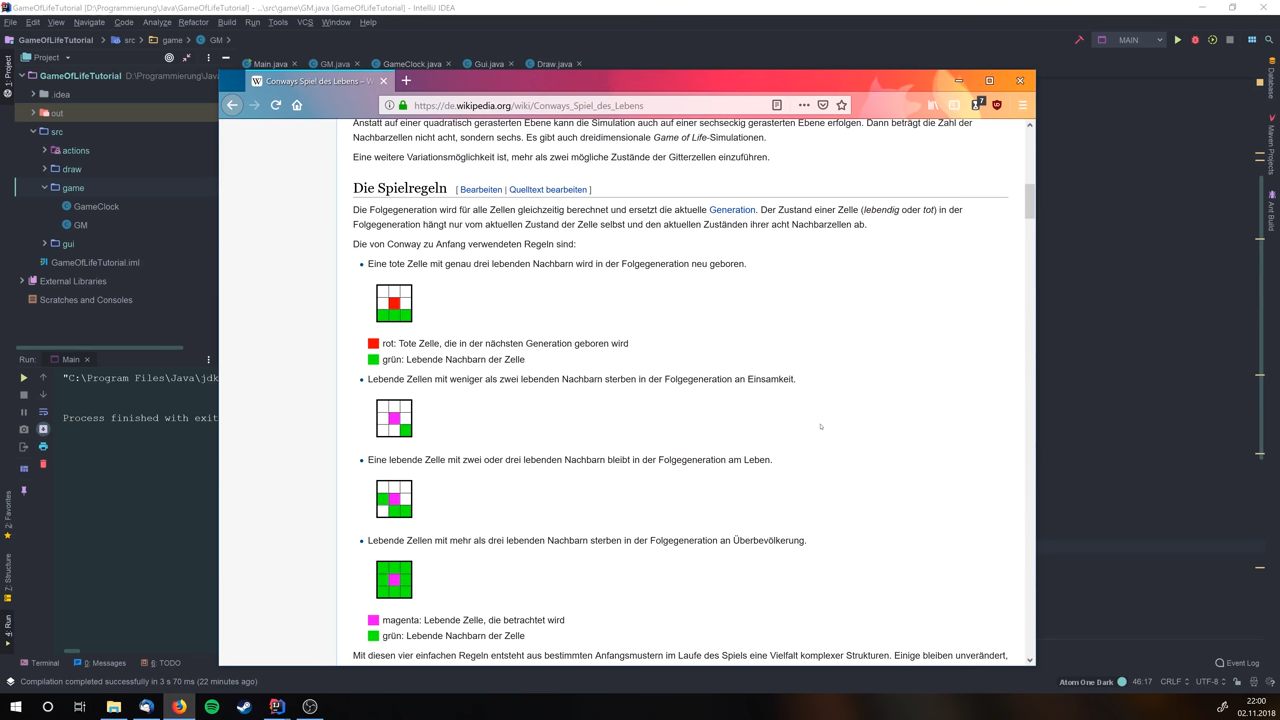 GameOfLifeTutorial [D:\Programmierung\Java\GameOfLifeTutorial] - ...\src\game\GM.java [GameOfLifeTutorial] - IntelliJ IDEA
File Edit View Navigate Code Analyze Refactor Build Run Tools VCS Window Help
GameOfLifeTutorial src game GM MAIN
Project
Main.java GM.java GameClock.java Gui.java Draw.java
GameOfLifeTutorial D:\Programmierung\Java
.idea
out
src
actions
draw
game
GameClock
GM
gui
GameOfLifeTutorial.iml
External Libraries
Scratches and Consoles
1: Project
Run: Main
"C:\Program Files\Java\jdk
Process finished with exit
2: Favorites
7: Structure
4: Run
Database
Maven Projects
Ant Build
W Conways Spiel des Lebens – W
https://de.wikipedia.org/wiki/Conways_Spiel_des_Lebens
7
Anstatt auf einer quadratisch gerasterten Ebene kann die Simulation auch auf einer sechseckig gerasterten Ebene erfolgen. Dann beträgt die Zahl der
Nachbarzellen nicht acht, sondern sechs. Es gibt auch dreidimensionale Game of Life-Simulationen.
Eine weitere Variationsmöglichkeit ist, mehr als zwei mögliche Zustände der Gitterzellen einzuführen.
Die Spielregeln [ Bearbeiten | Quelltext bearbeiten ]
Die Folgegeneration wird für alle Zellen gleichzeitig berechnet und ersetzt die aktuelle Generation. Der Zustand einer Zelle (lebendig oder tot) in der
Folgegeneration hängt nur vom aktuellen Zustand der Zelle selbst und den aktuellen Zuständen ihrer acht Nachbarzellen ab.
Die von Conway zu Anfang verwendeten Regeln sind:
• Eine tote Zelle mit genau drei lebenden Nachbarn wird in der Folgegeneration neu geboren.
rot: Tote Zelle, die in der nächsten Generation geboren wird
grün: Lebende Nachbarn der Zelle
• Lebende Zellen mit weniger als zwei lebenden Nachbarn sterben in der Folgegeneration an Einsamkeit.
• Eine lebende Zelle mit zwei oder drei lebenden Nachbarn bleibt in der Folgegeneration am Leben.
• Lebende Zellen mit mehr als drei lebenden Nachbarn sterben in der Folgegeneration an Überbevölkerung.
magenta: Lebende Zelle, die betrachtet wird
grün: Lebende Nachbarn der Zelle
Mit diesen vier einfachen Regeln entsteht aus bestimmten Anfangsmustern im Laufe des Spiels eine Vielfalt komplexer Strukturen. Einige bleiben unverändert,
Terminal 0: Messages 6: TODO Event Log
Compilation completed successfully in 3 s 70 ms (22 minutes ago) Atom One Dark 46:17 CRLF UTF-8
22:00
02.11.2018